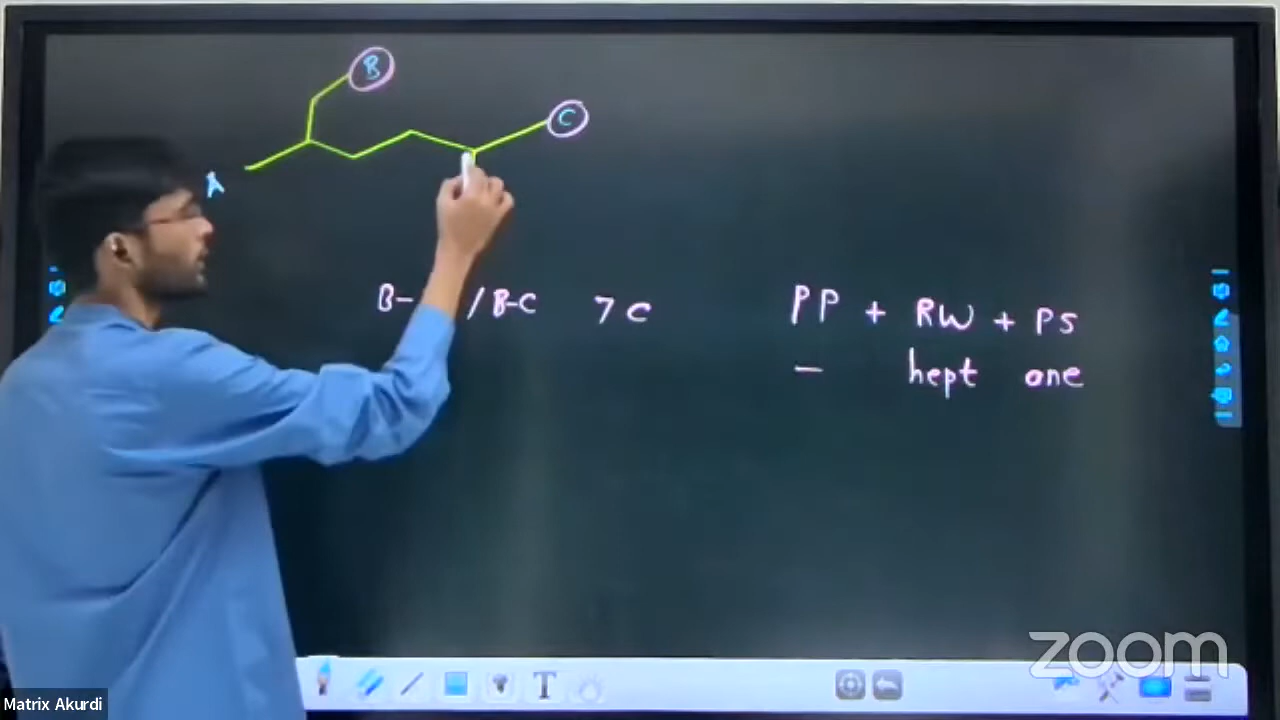 B
C
A
B- /B-C 7 C PP + RW + PS
- hept one
T
zoom
Matrix Akurdi